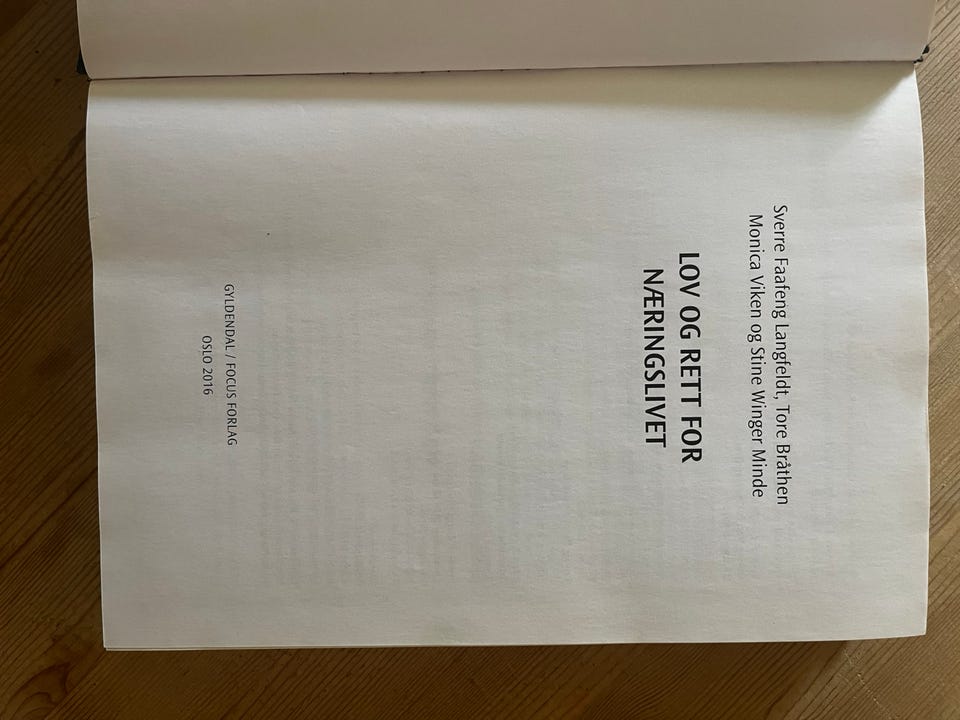 Sverre Faafeng Langfeldt, Tore Bråthen
Monica Viken og Stine Winger Minde
LOV OG RETT FOR
NÆRINGSLIVET
GYLDENDAL / FOCUS FORLAG
OSLO 2016